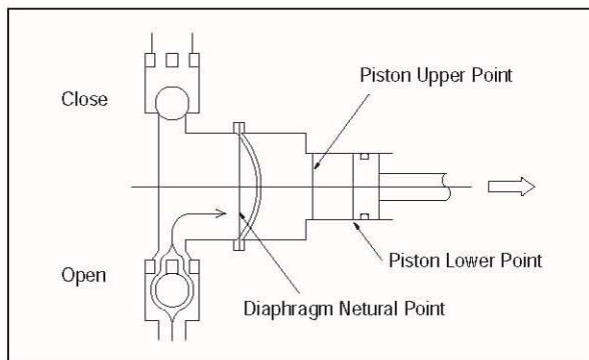 Piston Upper Point
Close
Piston Lower Point
Open
Diaphragm Netural Point